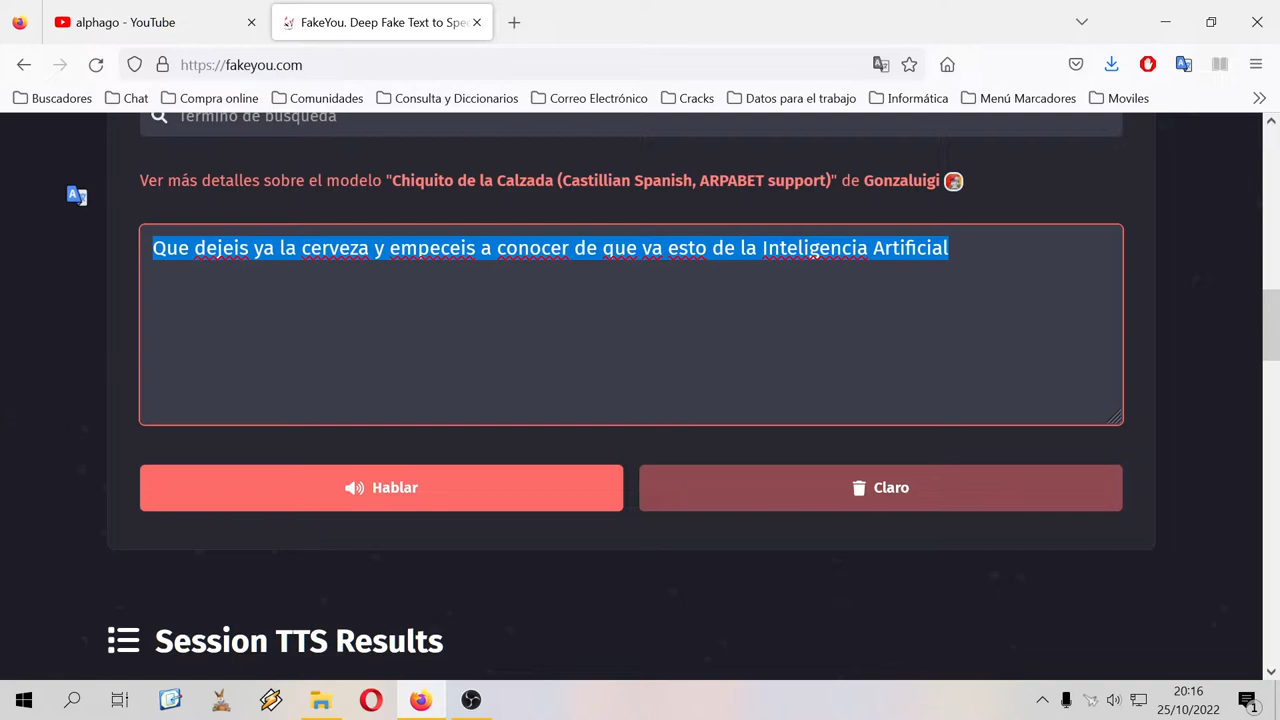 alphago - YouTube
FakeYou. Deep Fake Text to Spee
https://fakeyou.com
Buscadores
Chat
Compra online
Comunidades
Consulta y Diccionarios
Correo Electrónico
Cracks
Datos para el trabajo
Informática
Menú Marcadores
Moviles
Término de búsqueda
Ver más detalles sobre el modelo "Chiquito de la Calzada (Castillian Spanish, ARPABET support)" de Gonzaluigi
Que dejeis ya la cerveza y empeceis a conocer de que va esto de la Inteligencia Artificial
Hablar
Claro
Session TTS Results
20:16
25/10/2022
1